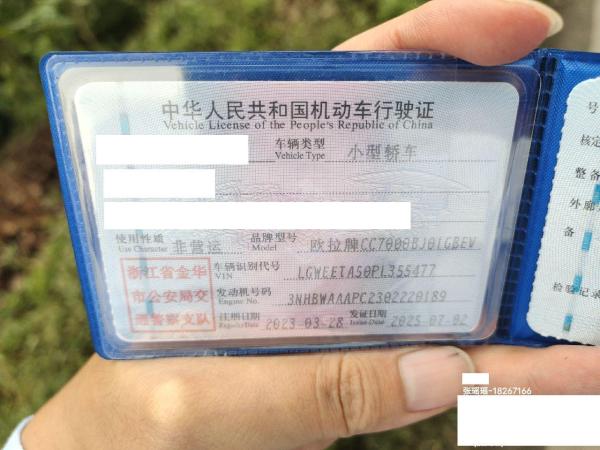 中华人民共和国机动车行驶证
Vehicle License of the People's Republic of China
车辆类型
Vehicle Type
小型轿车
使用性质
Use Character
非营运
品牌型号
Model
欧拉牌CC7000BJ01GBEV
浙江省金华
市公安局交
通警察支队
车辆识别代号
VIN
LGWEETA50PL355477
发动机号码
Engine No.
3NHBWAAAPC2302220189
注册日期
Register Date
2023-03-28
发证日期
Issue Date
2025-07-02
号
核定
整备
外廓
备
检验记录
张瑶瑶-18267166